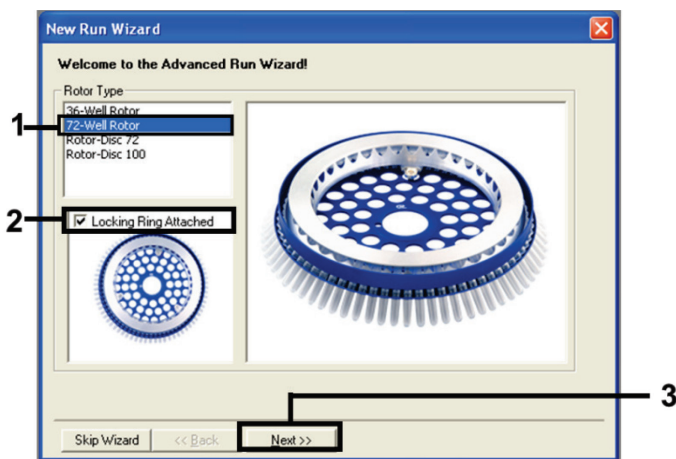 New Run Wizard
Welcome to the Advanced Run Wizard!
Rotor Type
36-Well Rotor
1
72-Well Rotor
Rotor-Disc 72
Rotor-Disc 100
2
Locking Ring Attached
3
Skip Wizard
<< Back
Next >>